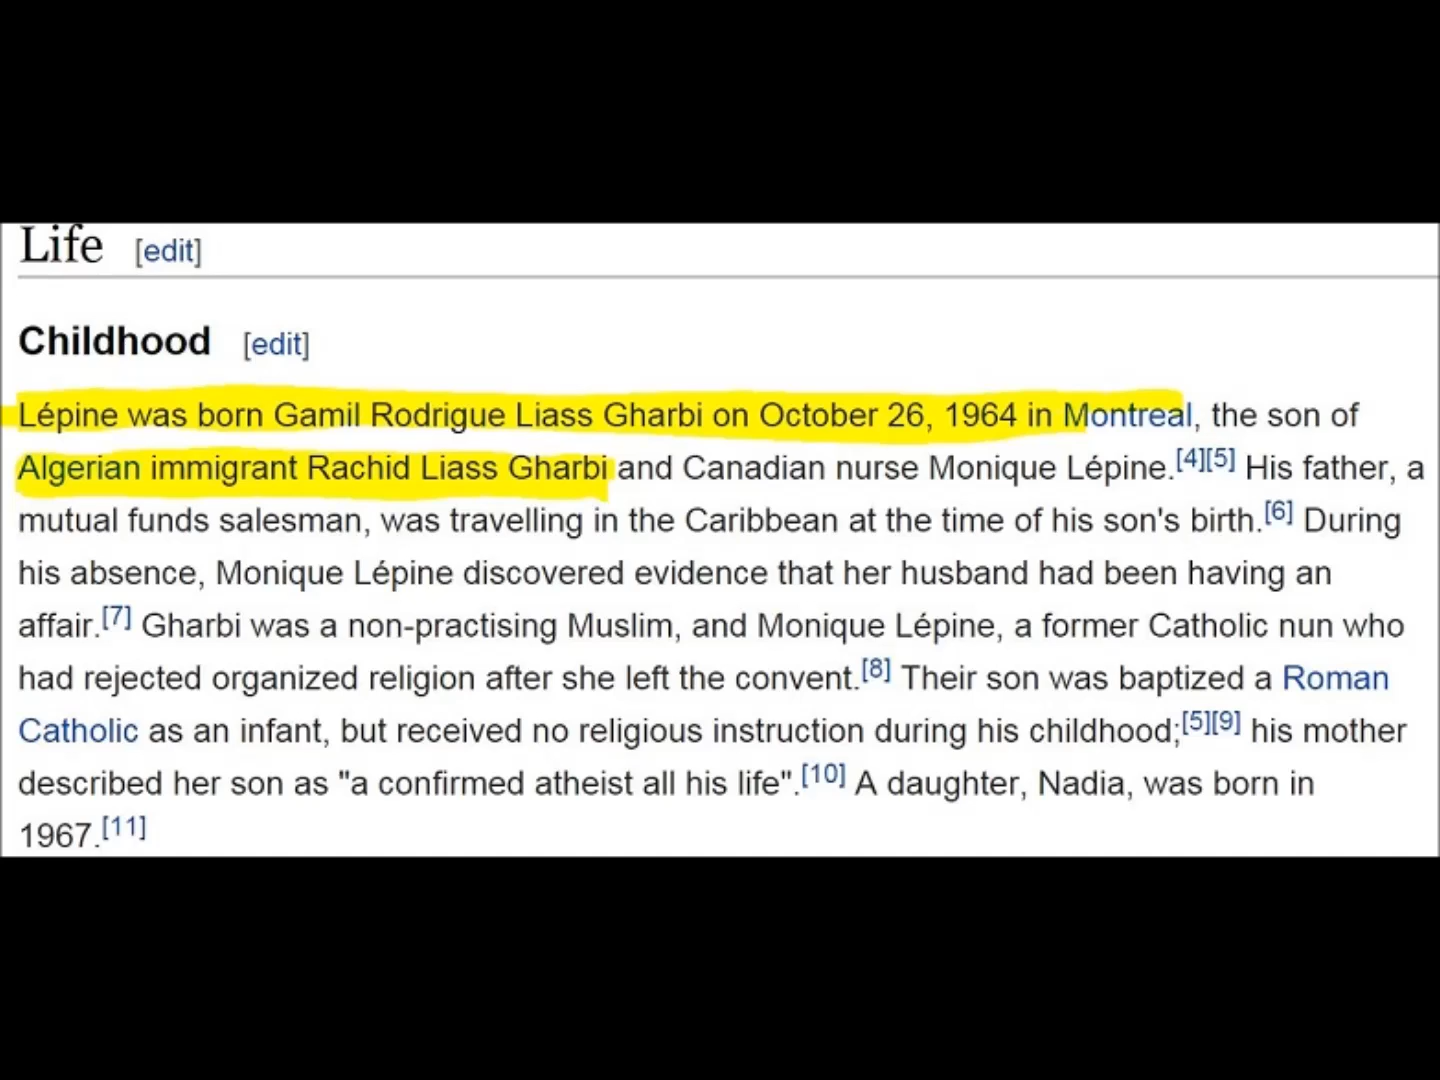 Life [edit]
Childhood [edit]
Lépine was born Gamil Rodrigue Liass Gharbi on October 26, 1964 in Montreal, the son of
Algerian immigrant Rachid Liass Gharbi and Canadian nurse Monique Lépine.[4][5] His father, a
mutual funds salesman, was travelling in the Caribbean at the time of his son's birth.[6] During
his absence, Monique Lépine discovered evidence that her husband had been having an
affair.[7] Gharbi was a non-practising Muslim, and Monique Lépine, a former Catholic nun who
had rejected organized religion after she left the convent.[8] Their son was baptized a Roman
Catholic as an infant, but received no religious instruction during his childhood;[5][9] his mother
described her son as "a confirmed atheist all his life".[10] A daughter, Nadia, was born in
1967.[11]